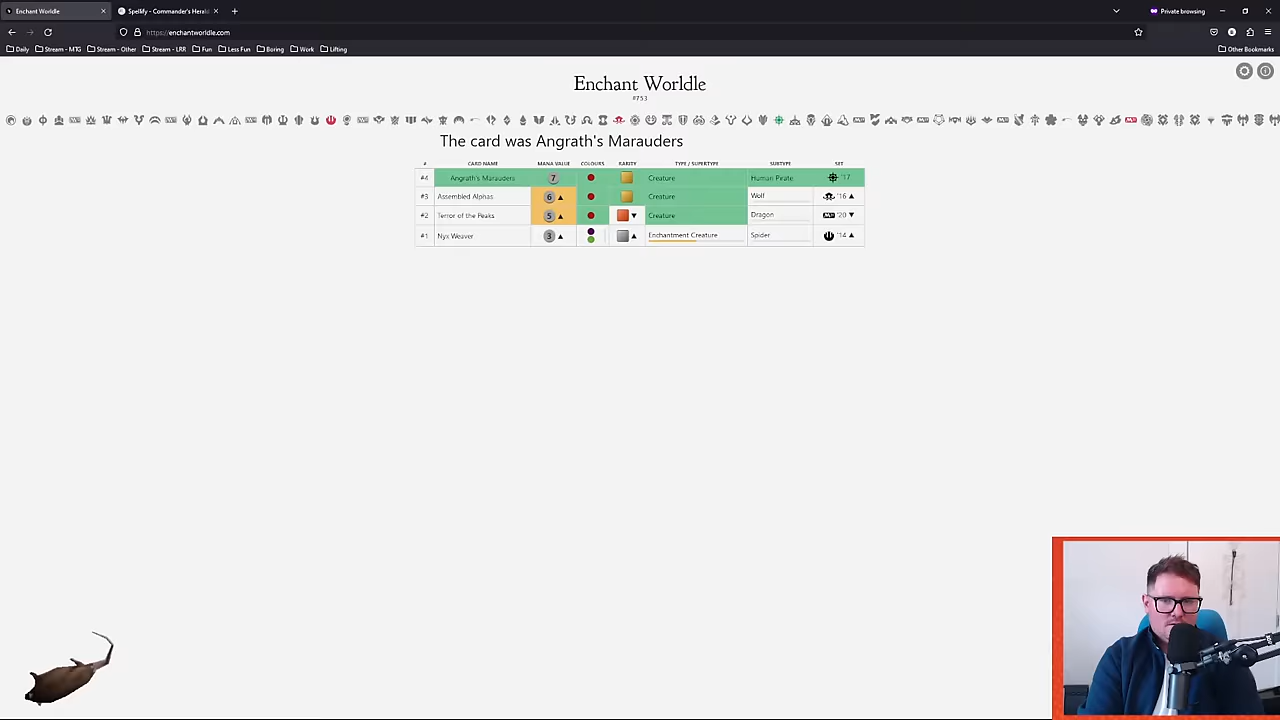 Enchant Worldle
Spellify - Commander's Heral
Private browsing
https://enchantworldle.com
Daily
Stream - MTG
Stream - Other
Stream - LRR
Fun
Less Fun
Boring
Work
Lifting
Other Bookmarks
Enchant Worldle
#753
The card was Angrath's Marauders
# CARD NAME MANA VALUE COLOURS RARITY TYPE / SUPERTYPE SUBTYPE SET
#4 Angrath's Marauders 7 Creature Human Pirate '17
#3 Assembled Alphas 6 ▲ Creature Wolf '16 ▲
#2 Terror of the Peaks 5 ▲ ▼ Creature Dragon '20 ▼
#1 Nyx Weaver 3 ▲ ▲ Enchantment Creature Spider '14 ▲